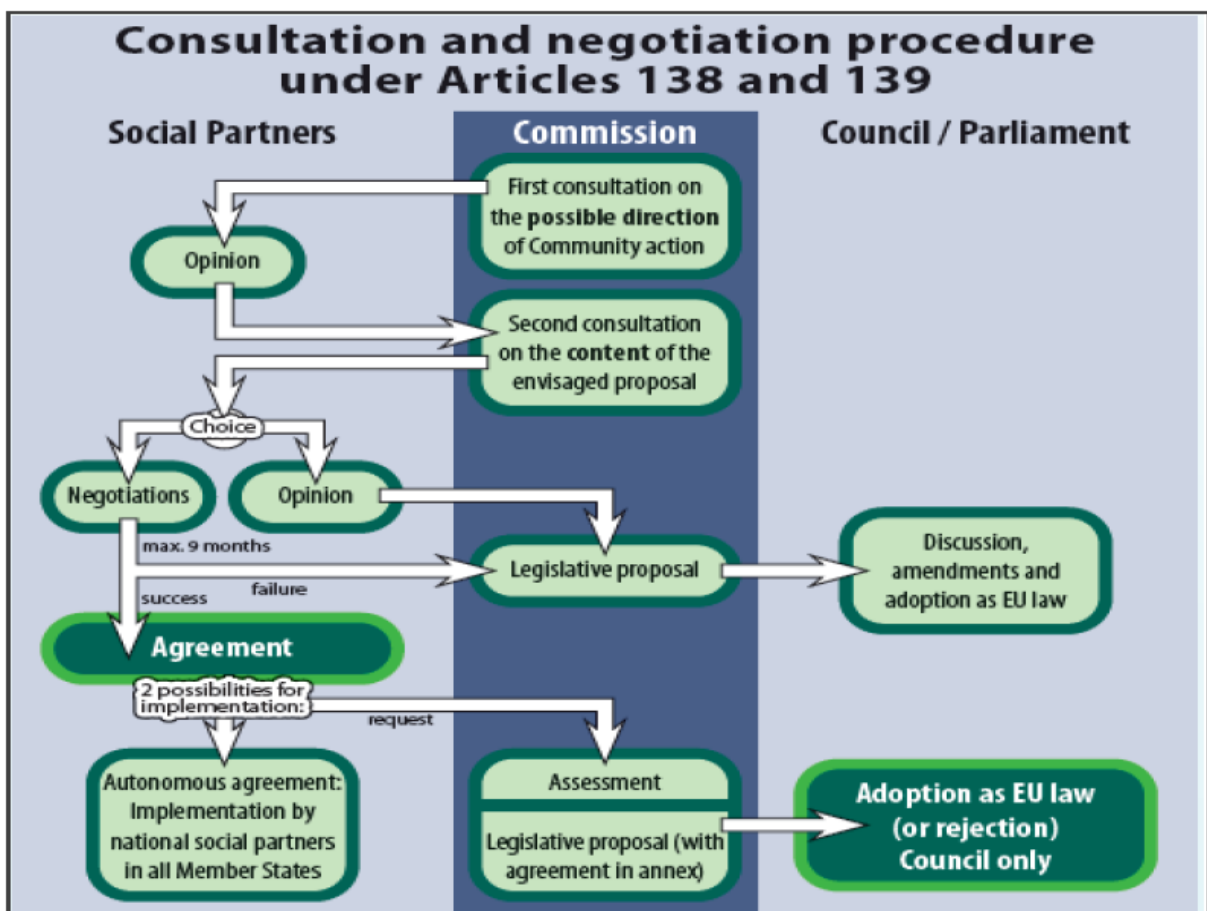 Consultation and negotiation procedure
under Articles 138 and 139
Social Partners
Commission
Council / Parliament
First consultation on
the possible direction
of Community action
Opinion
Second consultation
on the content of the
envisaged proposal
Choice
Negotiations
Opinion
max. 9 months
Legislative proposal
Discussion,
amendments and
adoption as EU law
failure
success
Agreement
2 possibilities for
implementation:
request
Autonomous agreement:
Implementation by
national social partners
in all Member States
Assessment
Legislative proposal (with
agreement in annex)
Adoption as EU law
(or rejection)
Council only